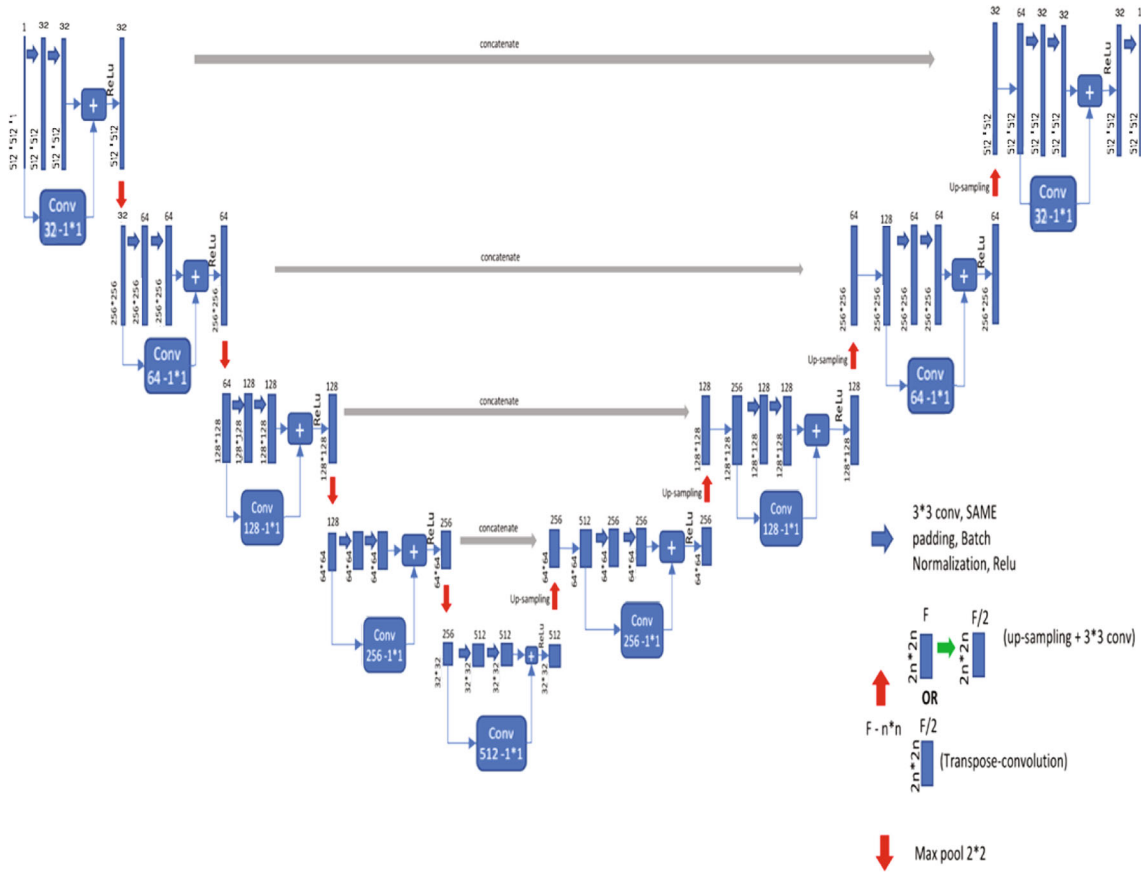 1 32 32 32
concatenate
32 64 32 32 32 1
512*512*1 512*512 512*512 ReLu 512*512
512*512 512*512 512*512 512*512 ReLu 512*512 512*512
+
+
Conv
32-1*1
Up-sampling
Conv
32-1*1
32 64 64 64
concatenate
64 128 64 64 64
256*256 256*256 256*256 ReLu 256*256
256*256 256*256 256*256 256*256 ReLu 256*256
+
+
Conv
64-1*1
Up-sampling
Conv
64-1*1
64 128 128 128
concatenate
128 256 128 128 128
128*128 128*128 128*128 ReLu 128*128
128*128 128*128 128*128 128*128 ReLu 128*128
+
+
Conv
128-1*1
Up-sampling
Conv
128-1*1
128 256
concatenate
256 512 256 256 256
64*64 64*64 64*64 ReLu 64*64
64*64 64*64 64*64 64*64 ReLu 64*64
+
+
Conv
256-1*1
Up-sampling
Conv
256-1*1
256 512 512 512
32*32 32*32 32*32 ReLu 32*32
+
Conv
512-1*1
3*3 conv, SAME
padding, Batch
Normalization, Relu
F F/2
2n*2n 2n*2n (up-sampling + 3*3 conv)
OR
F - n*n F/2
2n*2n (Transpose-convolution)
Max pool 2*2